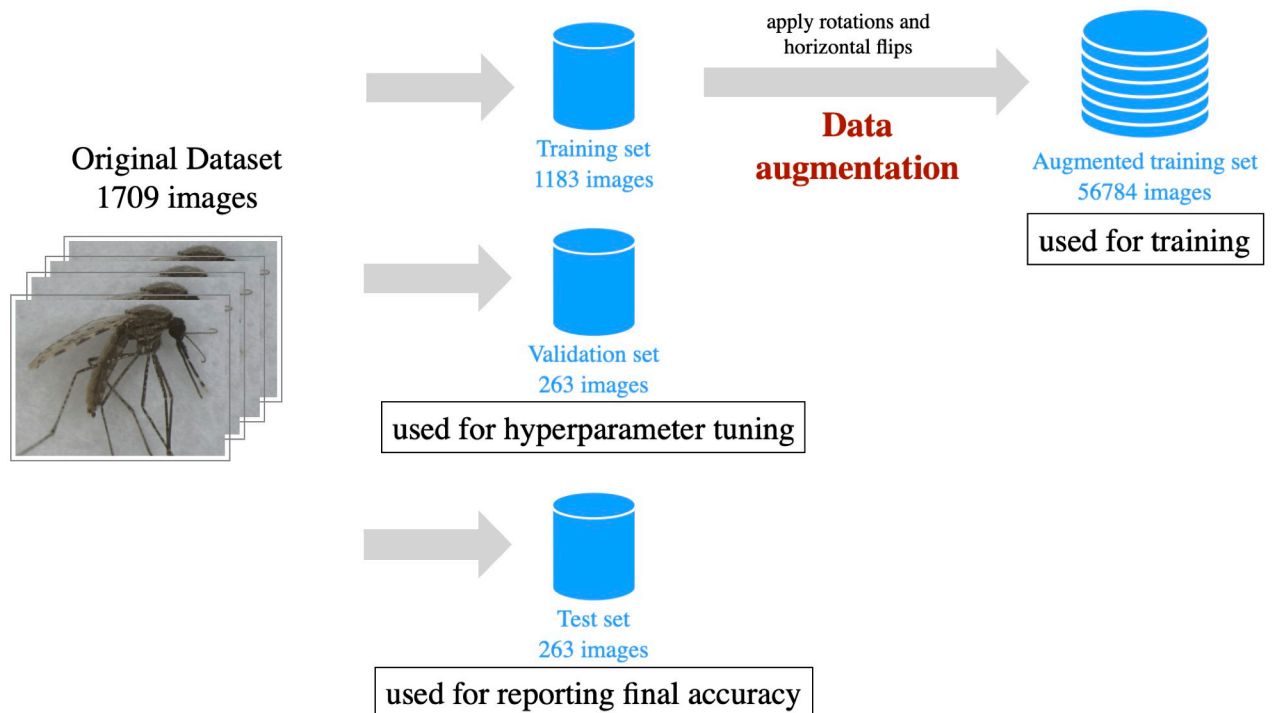 Original Dataset
1709 images
Training set
1183 images
apply rotations and
horizontal flips
Data
augmentation
Augmented training set
56784 images
used for training
Validation set
263 images
used for hyperparameter tuning
Test set
263 images
used for reporting final accuracy